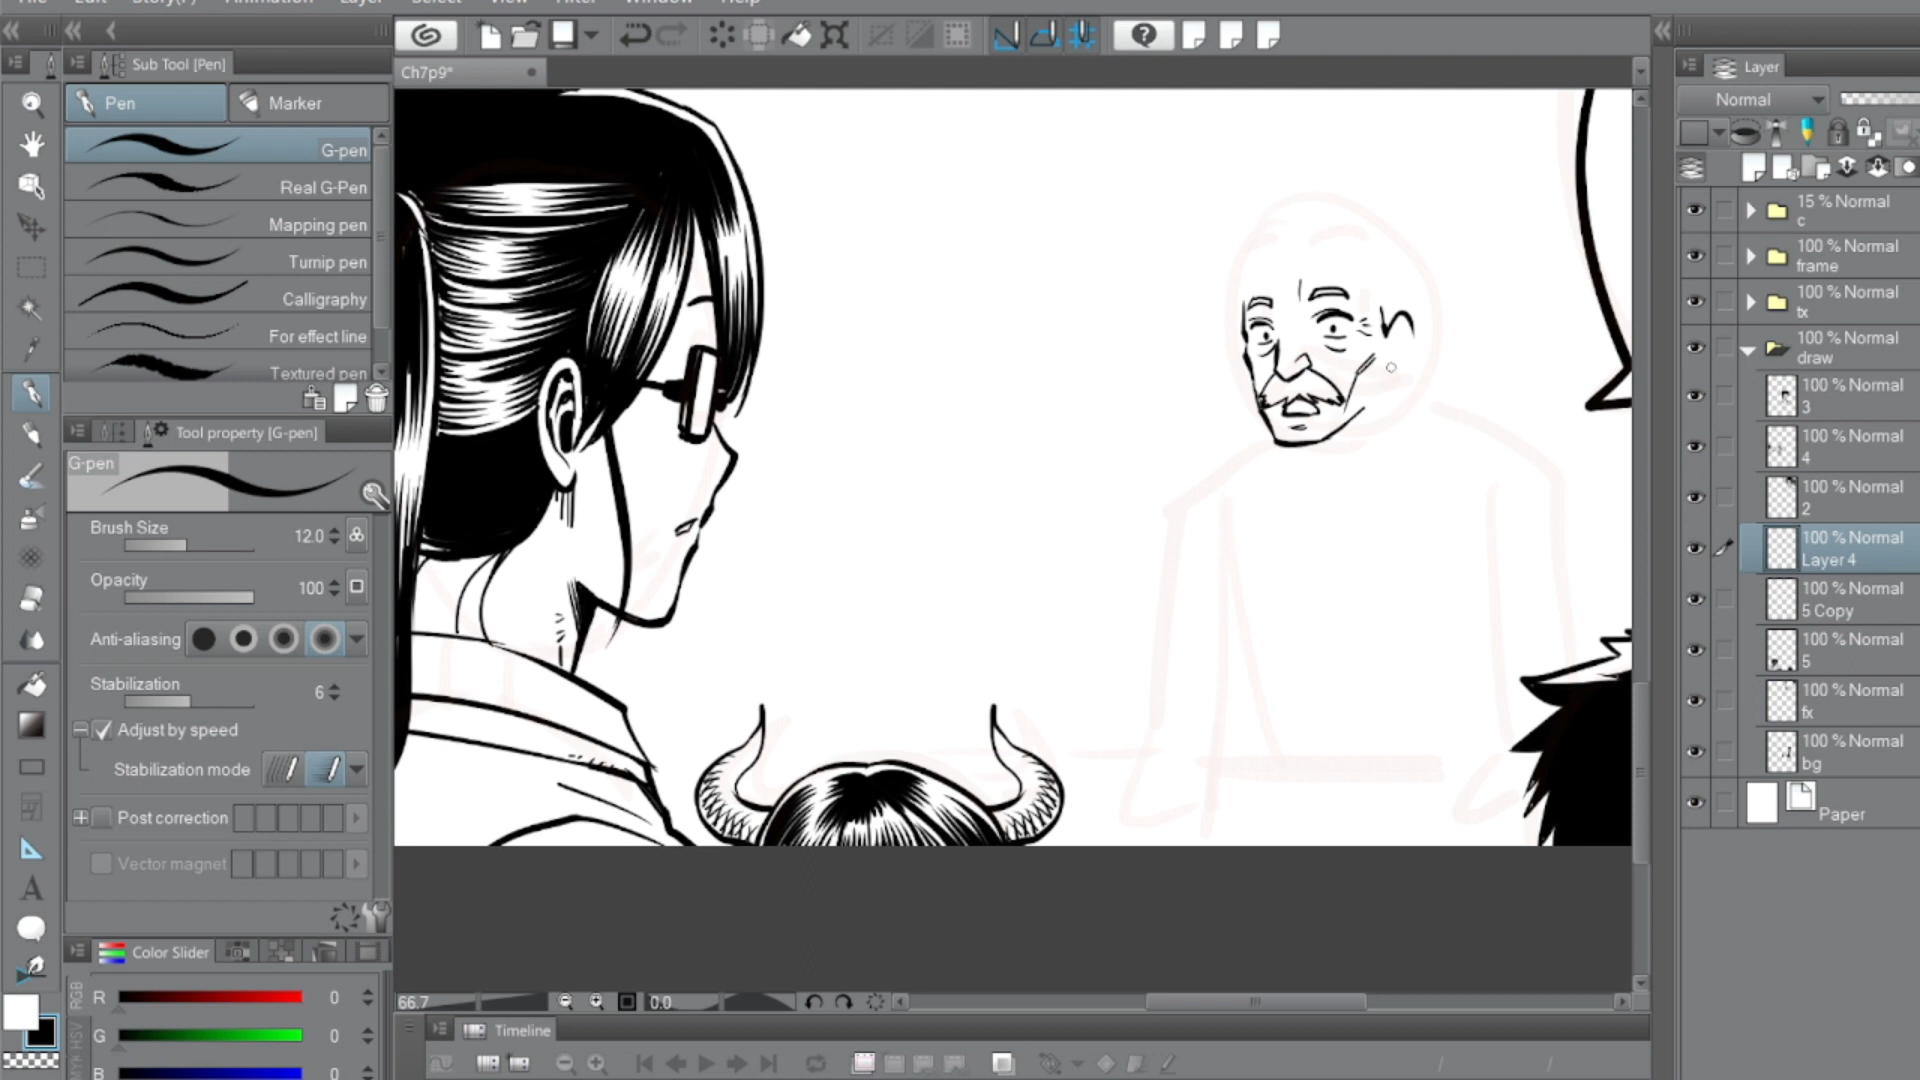 Sub Tool [Pen]
Pen
Marker
G-pen
Real G-Pen
Mapping pen
Turnip pen
Calligraphy
For effect line
Textured pen
Tool property [G-pen]
G-pen
Brush Size
12.0
Opacity
100
Anti-aliasing
Stabilization
6
Adjust by speed
Stabilization mode
Post correction
Vector magnet
Color Slider
RGB
HSV
R
0
G
0
B
0
Ch7p9*
66.7
0.0
Timeline
Layer
Normal
15 % Normal
c
100 % Normal
frame
100 % Normal
tx
100 % Normal
draw
100 % Normal
3
100 % Normal
4
100 % Normal
2
100 % Normal
Layer 4
100 % Normal
5 Copy
100 % Normal
5
100 % Normal
fx
100 % Normal
bg
Paper